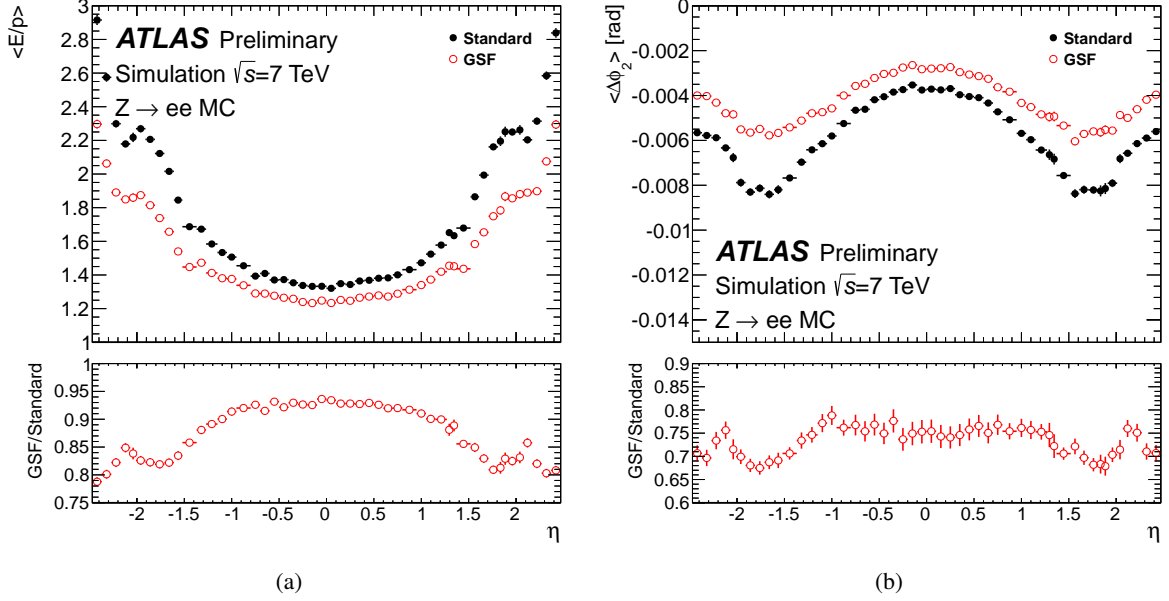 <E/p>
3
2.8
2.6
2.4
2.2
2
1.8
1.6
1.4
1.2
1
ATLAS Preliminary
Simulation √s=7 TeV
Z → ee MC
Standard
GSF
GSF/Standard
1
0.95
0.9
0.85
0.8
0.75
-2 -1.5 -1 -0.5 0 0.5 1 1.5 2
η
(a)
<Δϕ₂> [rad]
0
-0.002
-0.004
-0.006
-0.008
-0.01
-0.012
-0.014
Standard
GSF
ATLAS Preliminary
Simulation √s=7 TeV
Z → ee MC
GSF/Standard
0.9
0.85
0.8
0.75
0.7
0.65
0.6
-2 -1.5 -1 -0.5 0 0.5 1 1.5 2
η
(b)